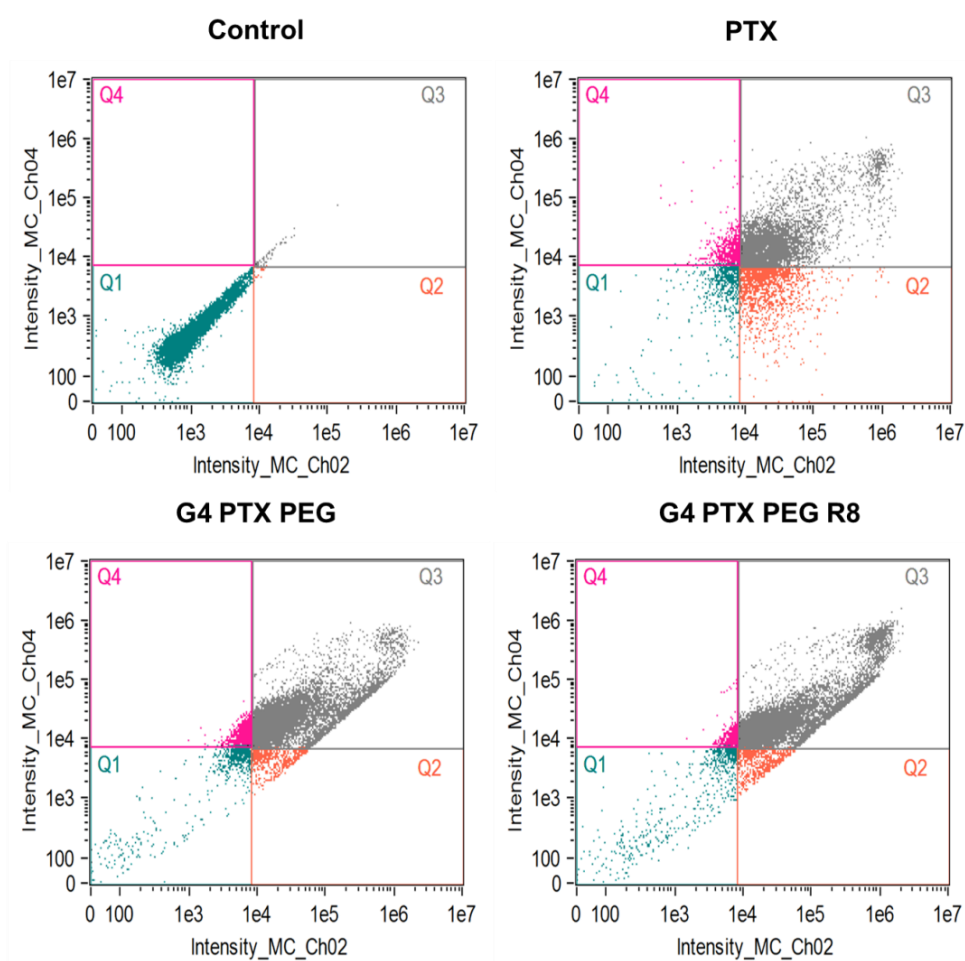 Control
1e7
Q4
Q3
1e6
1e5
1e4
Q1
Q2
1e3
100
0
Intensity_MC_Ch04
0 100 1e3 1e4 1e5 1e6 1e7
Intensity_MC_Ch02
PTX
1e7
Q4
Q3
1e6
1e5
1e4
Q1
Q2
1e3
100
0
Intensity_MC_Ch04
0 100 1e3 1e4 1e5 1e6 1e7
Intensity_MC_Ch02
G4 PTX PEG
1e7
Q4
Q3
1e6
1e5
1e4
Q1
Q2
1e3
100
0
Intensity_MC_Ch04
0 100 1e3 1e4 1e5 1e6 1e7
Intensity_MC_Ch02
G4 PTX PEG R8
1e7
Q4
Q3
1e6
1e5
1e4
Q1
Q2
1e3
100
0
Intensity_MC_Ch04
0 100 1e3 1e4 1e5 1e6 1e7
Intensity_MC_Ch02